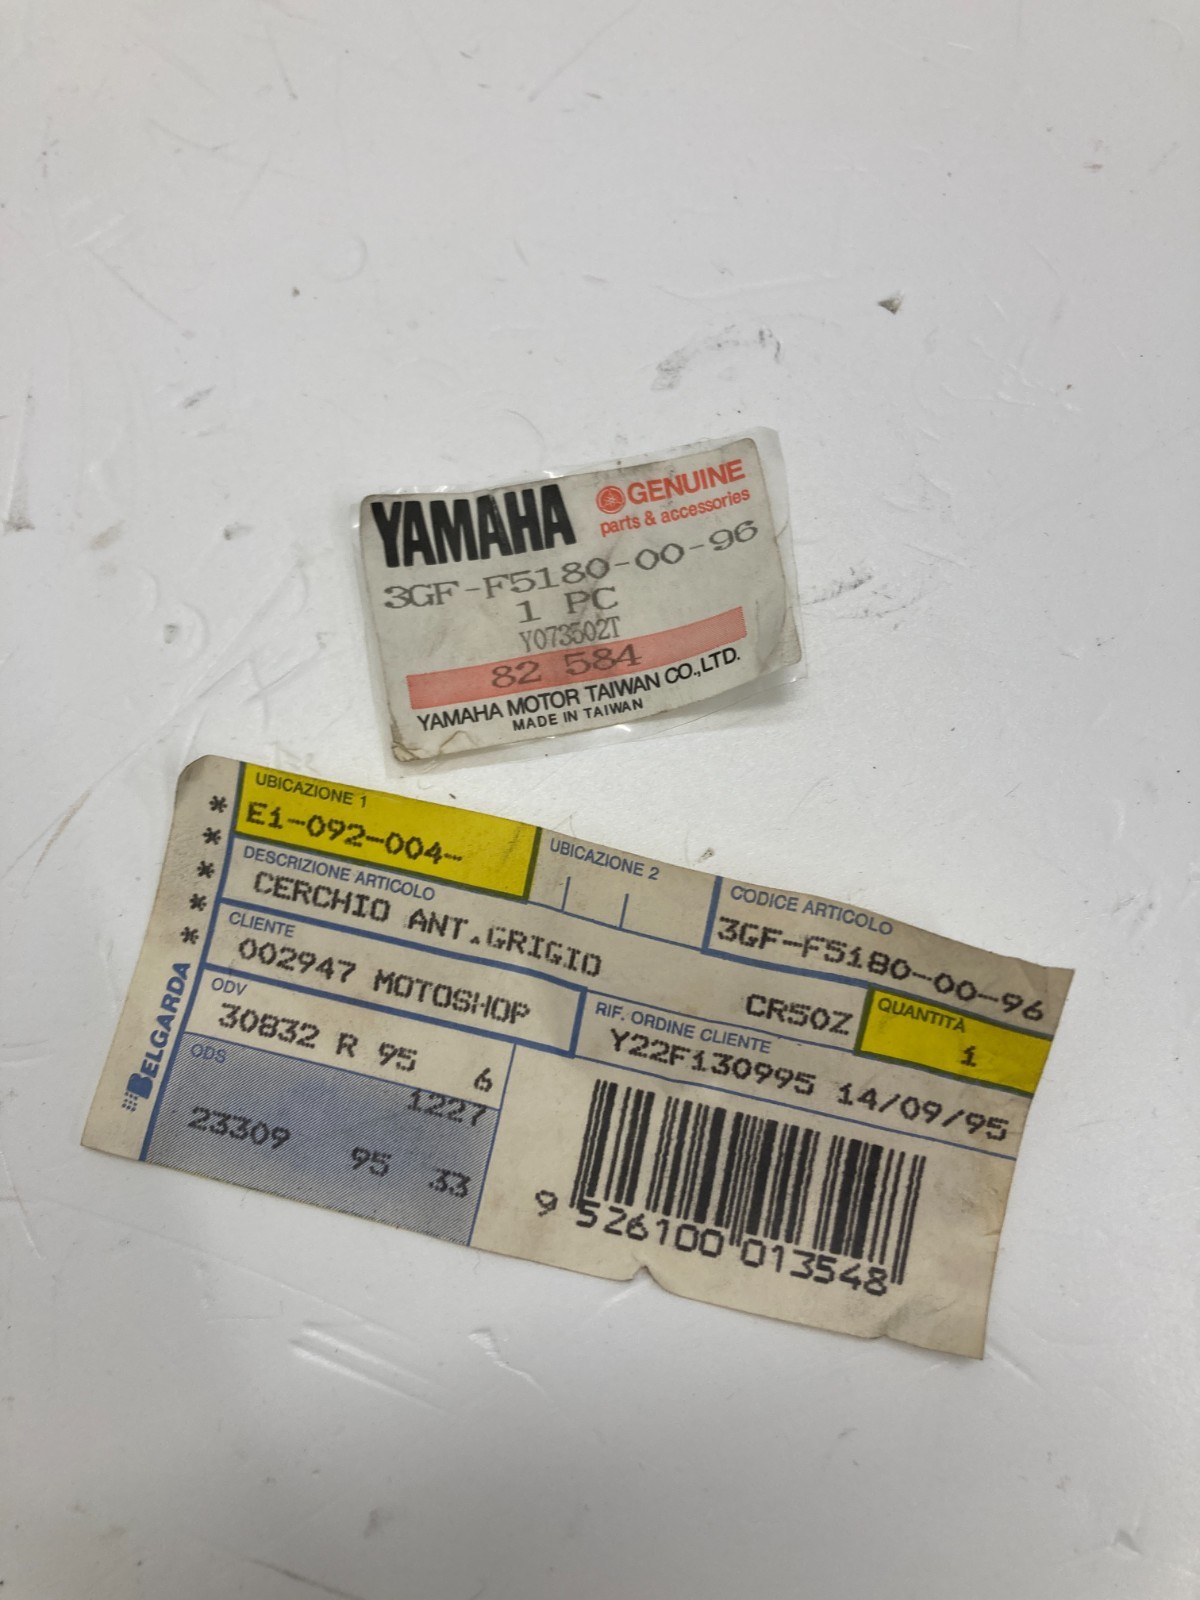 YAMAHA GENUINE
parts & accessories
3GF-F5180-00-96
1 PC
Y073502T
82 584
YAMAHA MOTOR TAIWAN CO.,LTD.
MADE IN TAIWAN
* * * * *
BELGARDA
UBICAZIONE 1
E1-092-004-
UBICAZIONE 2
CODICE ARTICOLO
3GF-F5180-00-96
DESCRIZIONE ARTICOLO
CERCHIO ANT.GRIGIO
CR50Z
QUANTITÀ
1
CLIENTE
002947 MOTOSHOP
RIF. ORDINE CLIENTE
Y22F130995 14/09/95
ODV
30832 R 95 6
1227
ODS
23309 95 33
9 526100 013548